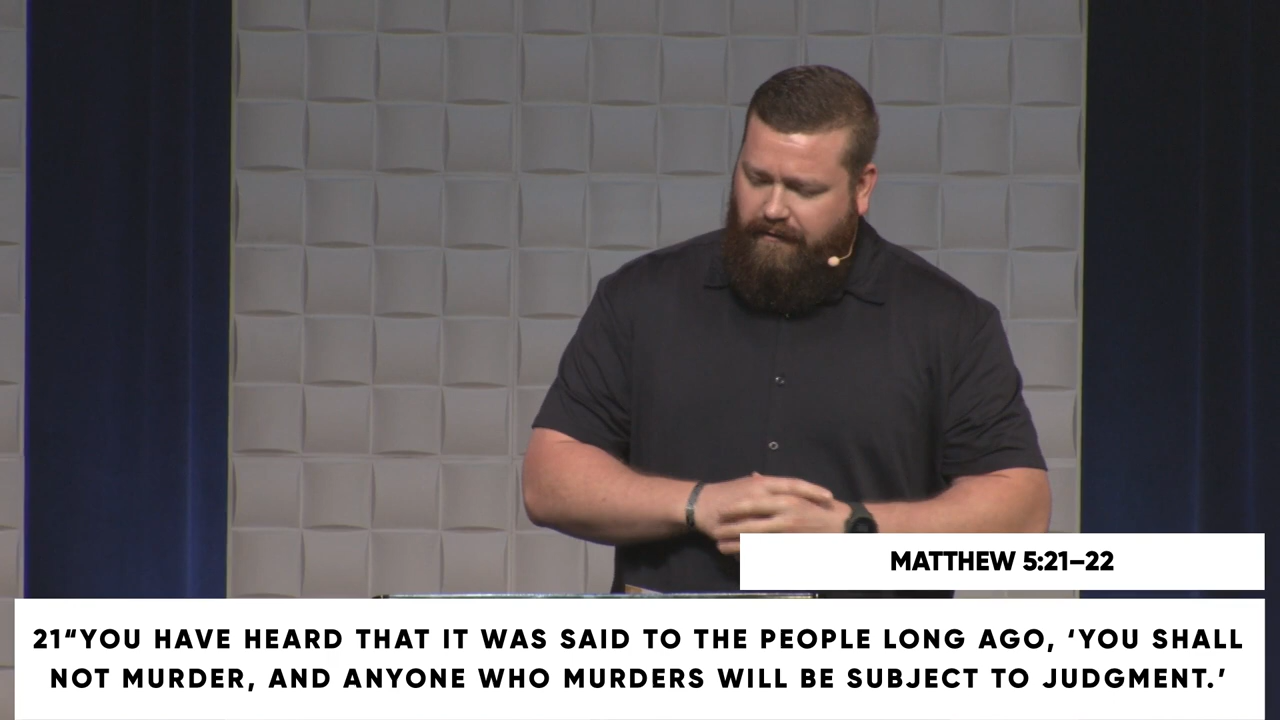 MATTHEW 5:21–22
21“YOU HAVE HEARD THAT IT WAS SAID TO THE PEOPLE LONG AGO, ‘YOU SHALL
NOT MURDER, AND ANYONE WHO MURDERS WILL BE SUBJECT TO JUDGMENT.’